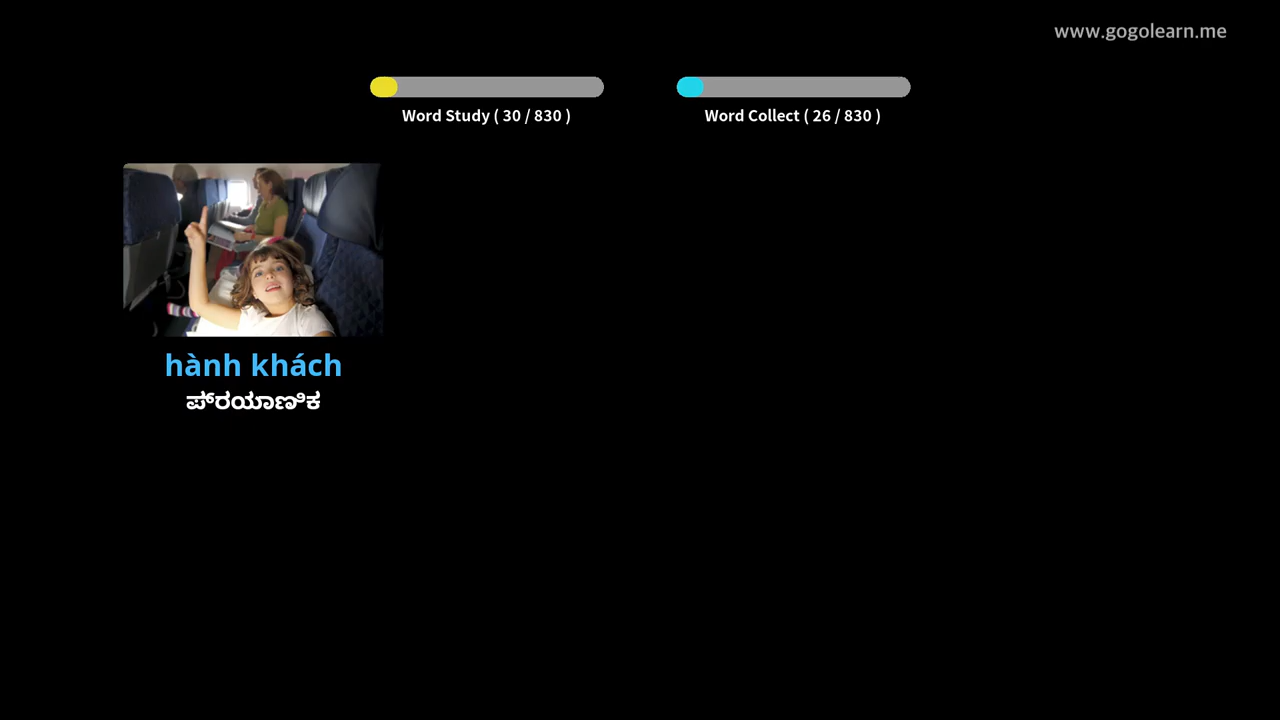 www.gogolearn.me
Word Study ( 30 / 830 )
Word Collect ( 26 / 830 )
hành khách
ಪ್ರಯಾಣಿಕ